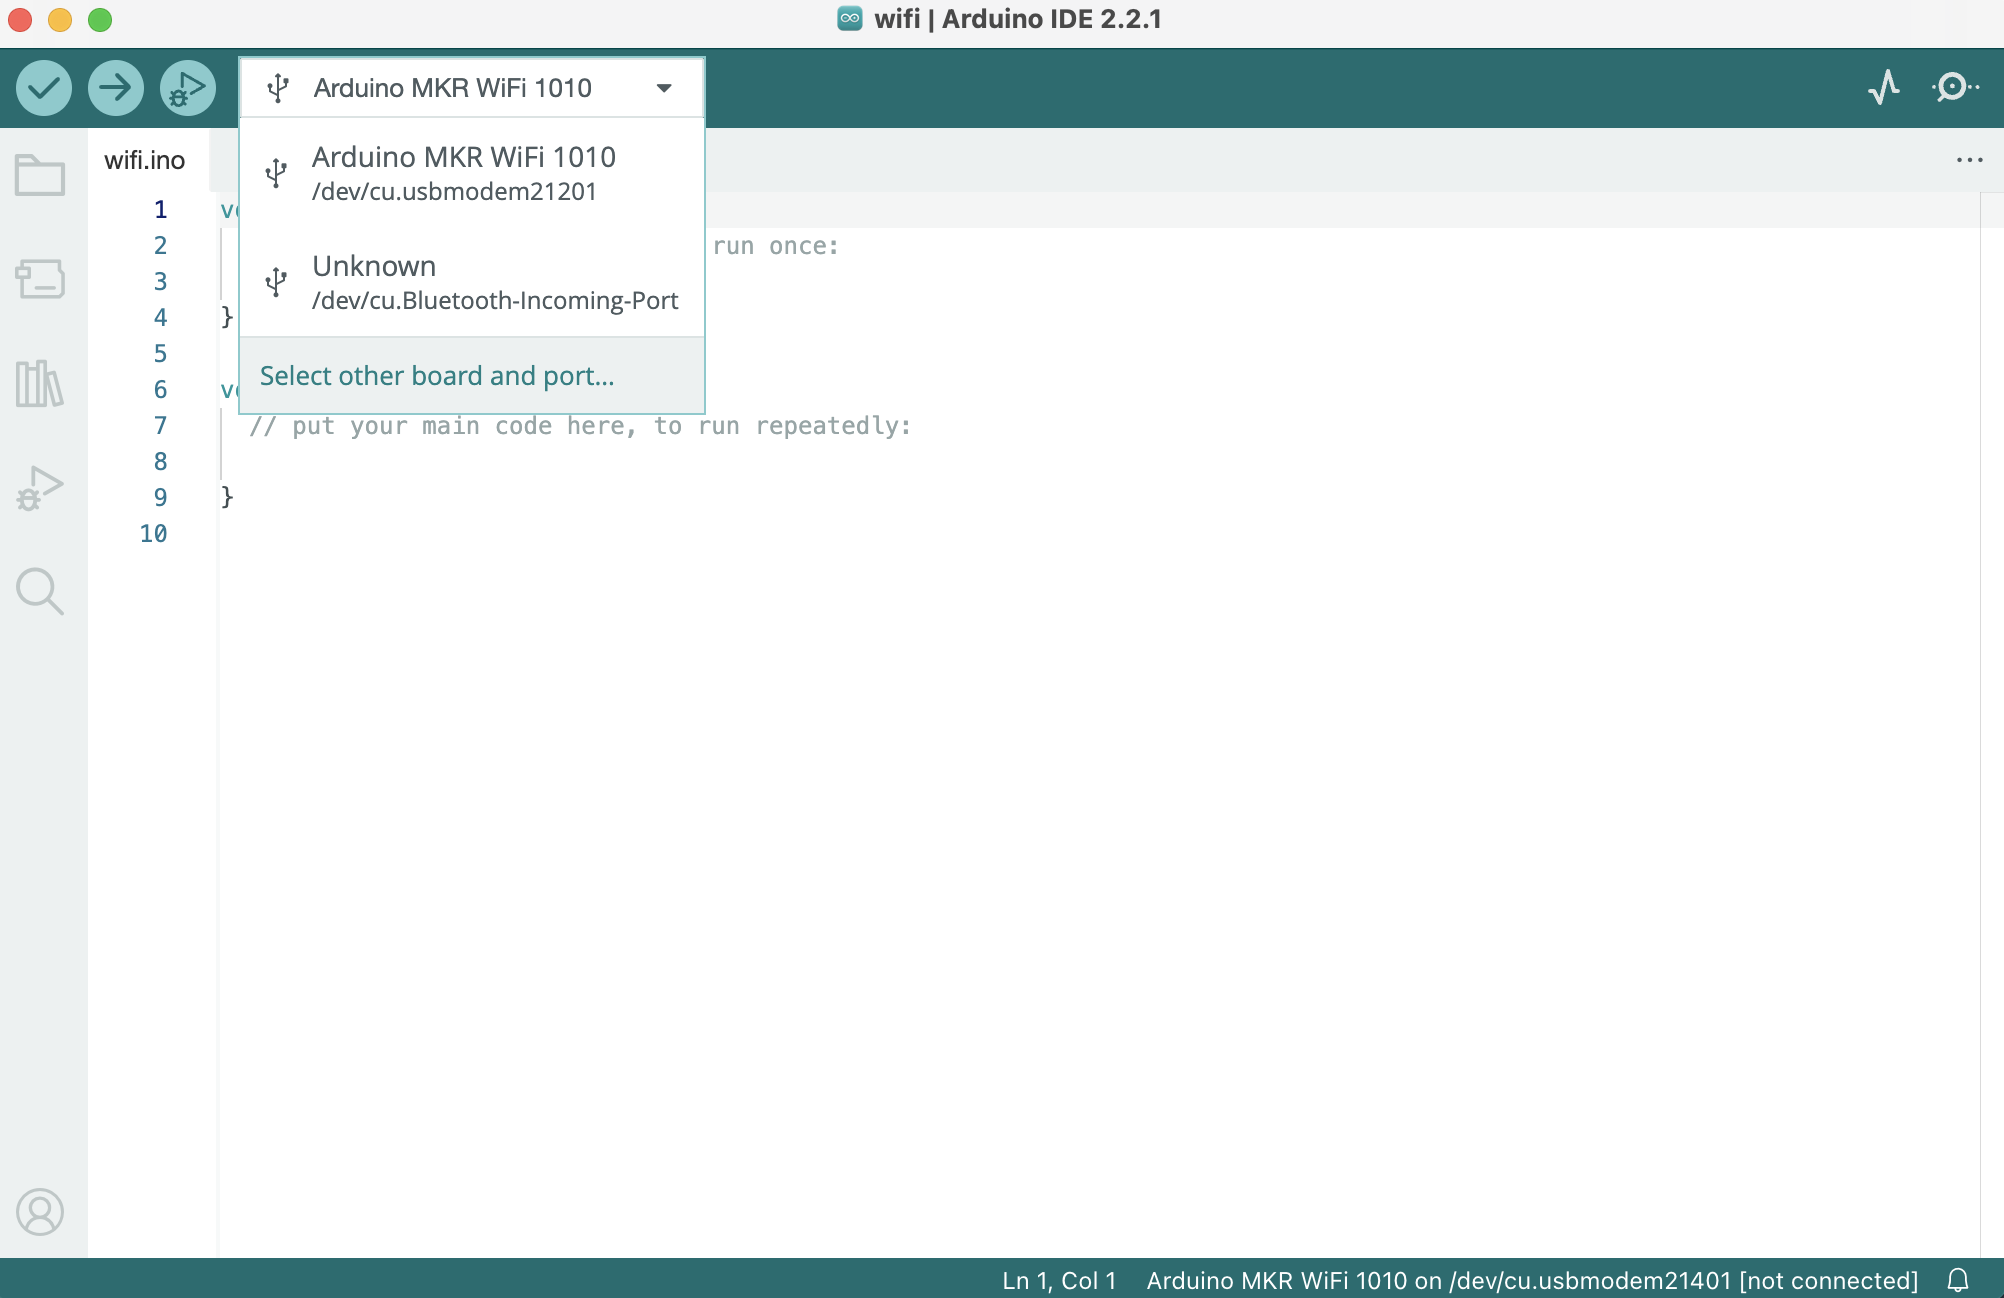 wifi | Arduino IDE 2.2.1
Arduino MKR WiFi 1010
Arduino MKR WiFi 1010
/dev/cu.usbmodem21201
Unknown
/dev/cu.Bluetooth-Incoming-Port
Select other board and port...
wifi.ino
1
2 run once:
3
4 }
5
6
7 // put your main code here, to run repeatedly:
8
9 }
10
Ln 1, Col 1 Arduino MKR WiFi 1010 on /dev/cu.usbmodem21401 [not connected]